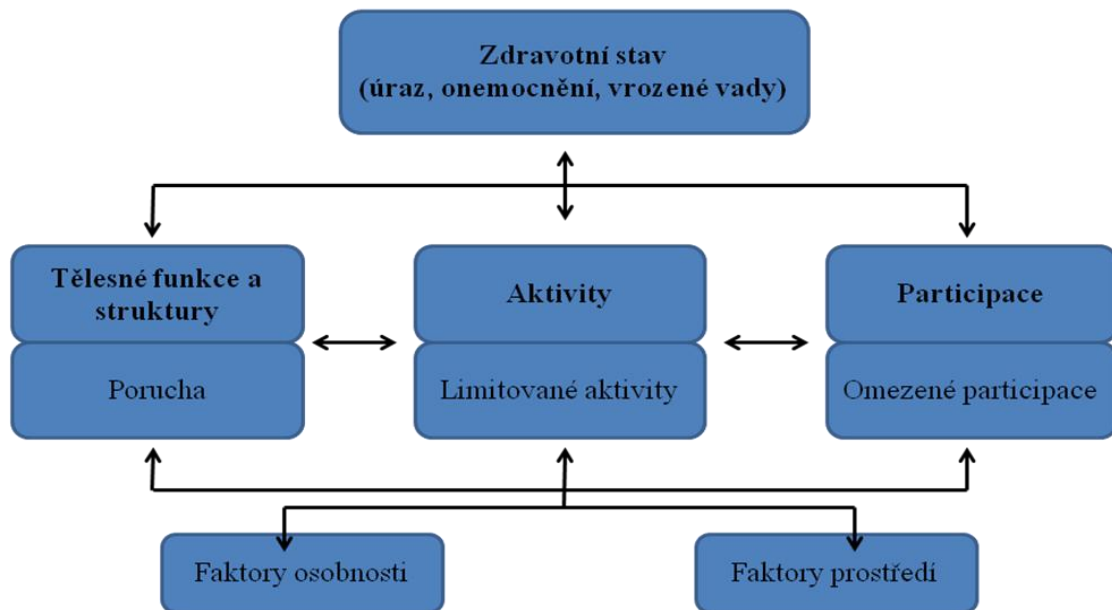 Zdravotní stav
(úraz, onemocnění, vrozené vady)
Tělesné funkce a
struktury
Porucha
Aktivity
Limitované aktivity
Participace
Omezené participace
Faktory osobnosti
Faktory prostředí